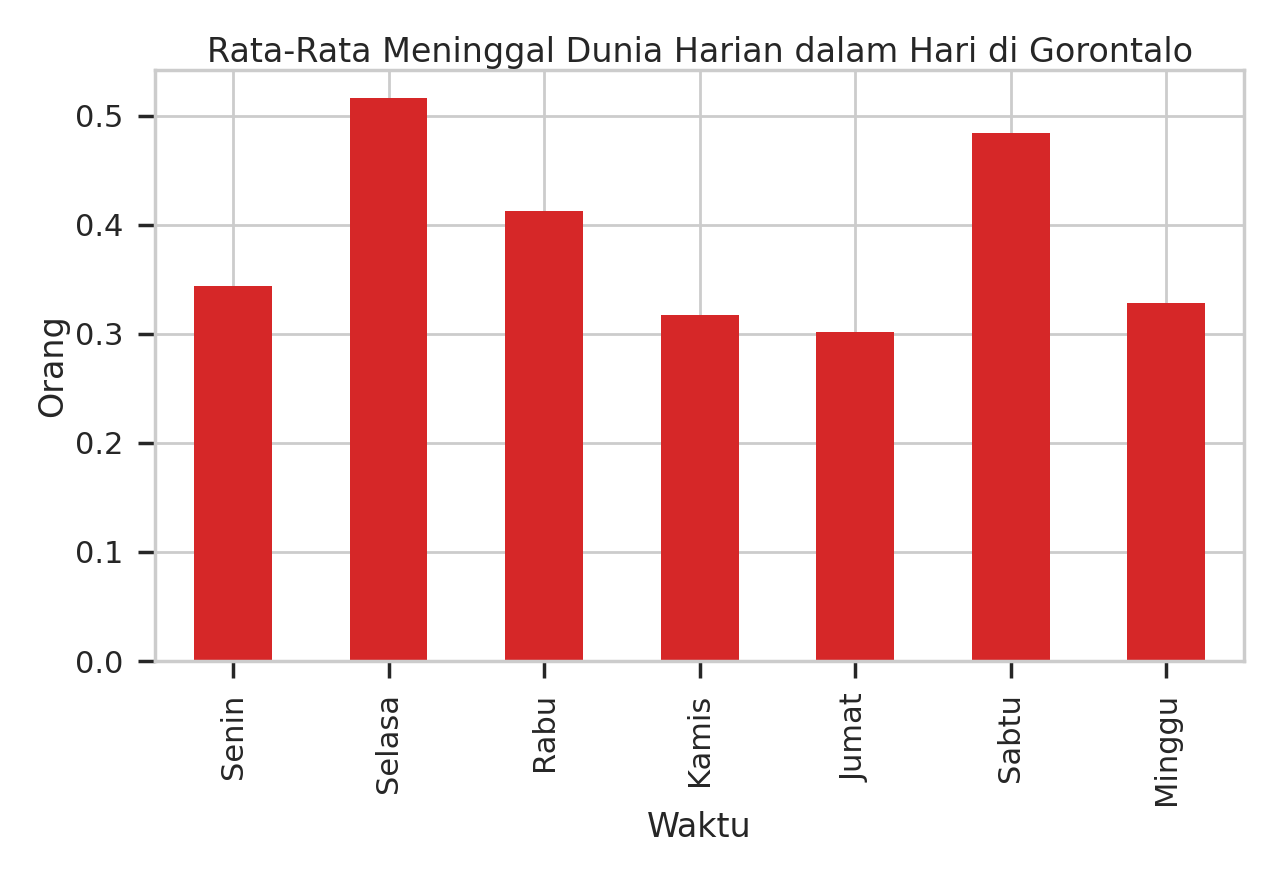 Rata-Rata Meninggal Dunia Harian dalam Hari di Gorontalo
0.5
0.4
0.3
0.2
0.1
0.0
Orang
Senin
Selasa
Rabu
Kamis
Jumat
Sabtu
Minggu
Waktu